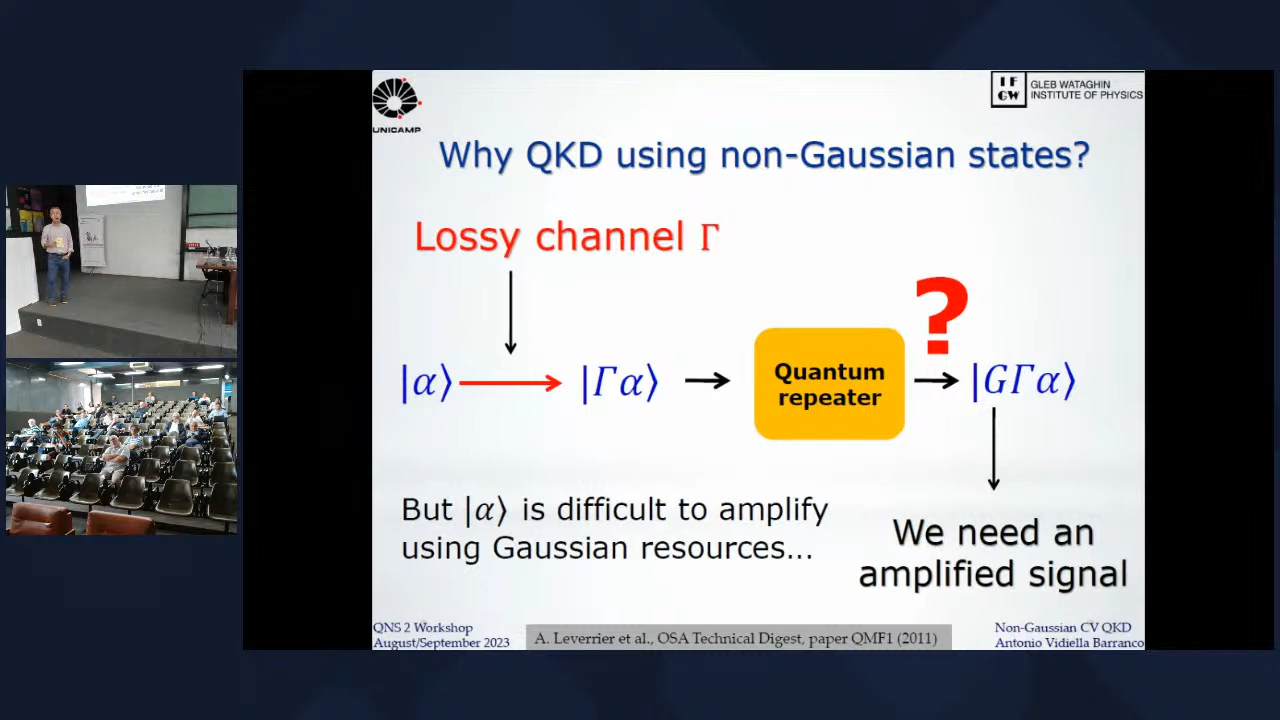 UNICAMP
IF
GW
GLEB WATAGHIN
INSTITUTE OF PHYSICS
Why QKD using non-Gaussian states?
Lossy channel Γ
?
|α⟩
|Γα⟩
Quantum
repeater
|GΓα⟩
But |α⟩ is difficult to amplify
using Gaussian resources...
We need an
amplified signal
QNS 2 Workshop
August/September 2023
A. Leverrier et al., OSA Technical Digest, paper QMF1 (2011)
Non-Gaussian CV QKD
Antonio Vidiella Barranco